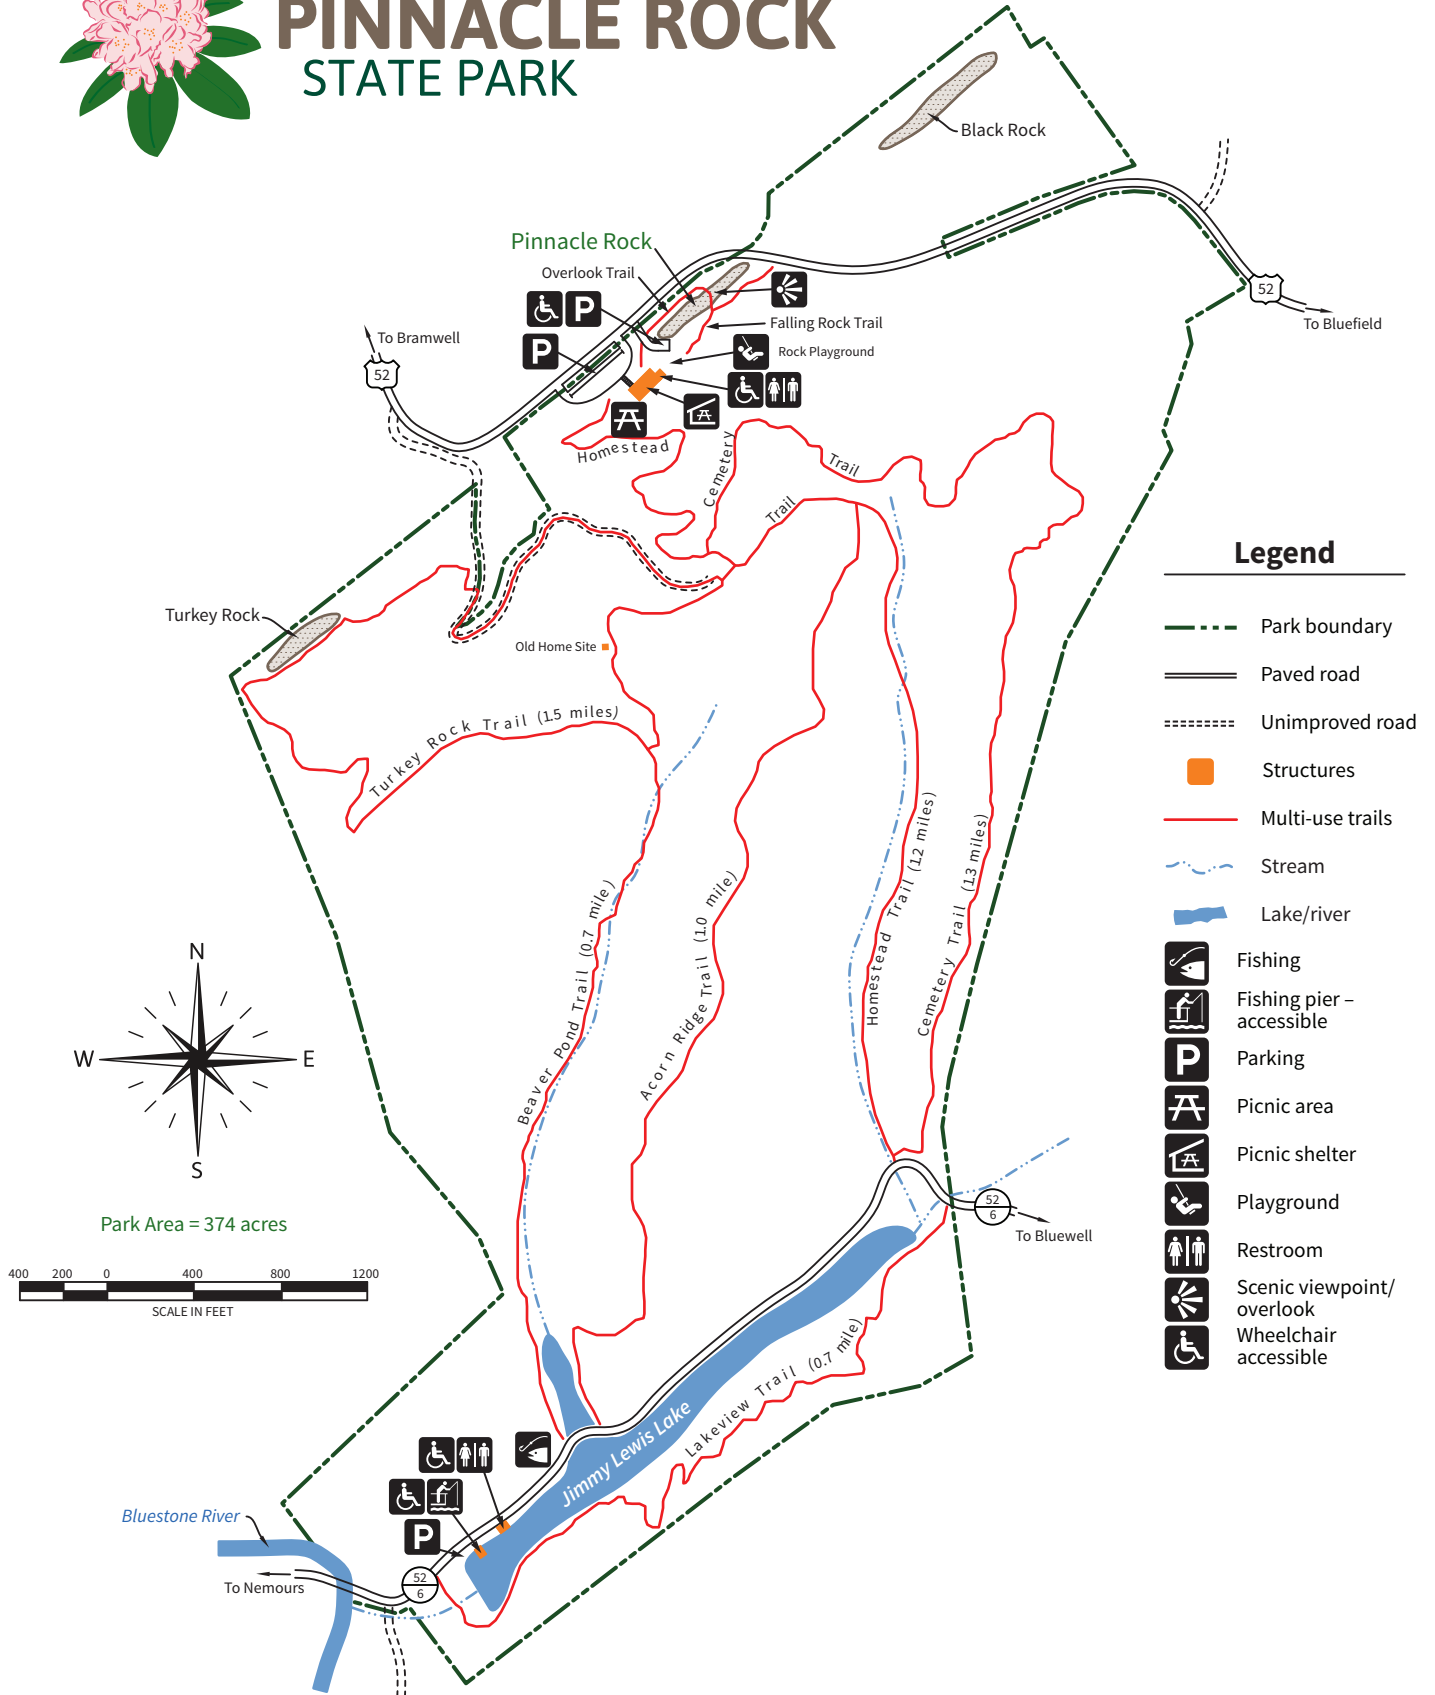 PINNACLE ROCK
STATE PARK
Black Rock
Pinnacle Rock
Overlook Trail
P
P
Falling Rock Trail
Rock Playground
52
To Bluefield
To Bramwell
52
Homestead
Trail
Cemetery
Trail
Turkey Rock
Old Home Site
Turkey Rock Trail (1.5 miles)
Beaver Pond Trail (0.7 mile)
Acorn Ridge Trail (1.0 mile)
Homestead Trail (1.2 miles)
Cemetery Trail (1.3 miles)
N
W
E
S
Park Area = 374 acres
400 200 0 400 800 1200
SCALE IN FEET
52
6
To Bluewell
Lakeview Trail (0.7 mile)
Jimmy Lewis Lake
P
Bluestone River
To Nemours
52
6
Legend
Park boundary
Paved road
Unimproved road
Structures
Multi-use trails
Stream
Lake/river
Fishing
Fishing pier –
accessible
P
Parking
Picnic area
Picnic shelter
Playground
Restroom
Scenic viewpoint/
overlook
Wheelchair
accessible